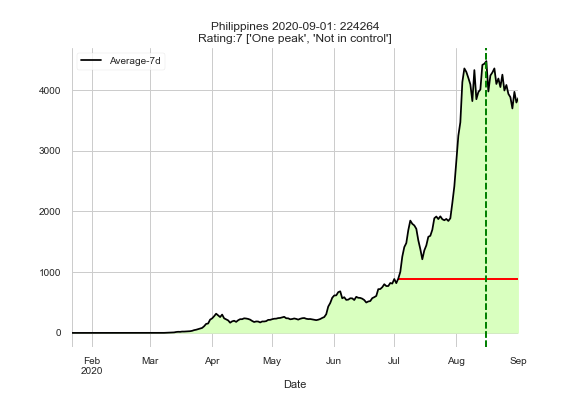 Philippines 2020-09-01: 224264
Rating:7 ['One peak', 'Not in control']
Average-7d
4000
3000
2000
1000
0
Feb Mar Apr May Jun Jul Aug Sep
2020
Date